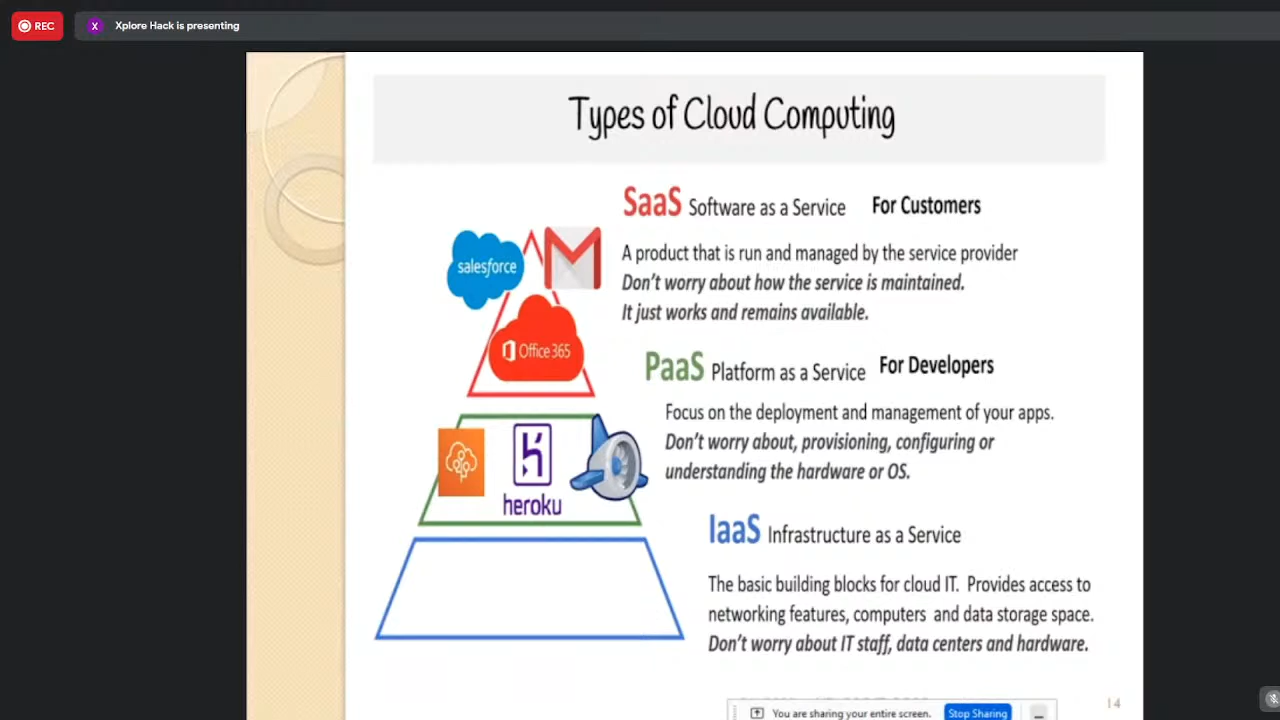 REC
X
Xplore Hack is presenting
Types of Cloud Computing
SaaS Software as a Service For Customers
A product that is run and managed by the service provider
Don't worry about how the service is maintained.
It just works and remains available.
salesforce
Office 365
PaaS Platform as a Service For Developers
Focus on the deployment and management of your apps.
Don't worry about, provisioning, configuring or
understanding the hardware or OS.
heroku
IaaS Infrastructure as a Service
The basic building blocks for cloud IT. Provides access to
networking features, computers and data storage space.
Don't worry about IT staff, data centers and hardware.
14
You are sharing your entire screen.
Stop Sharing